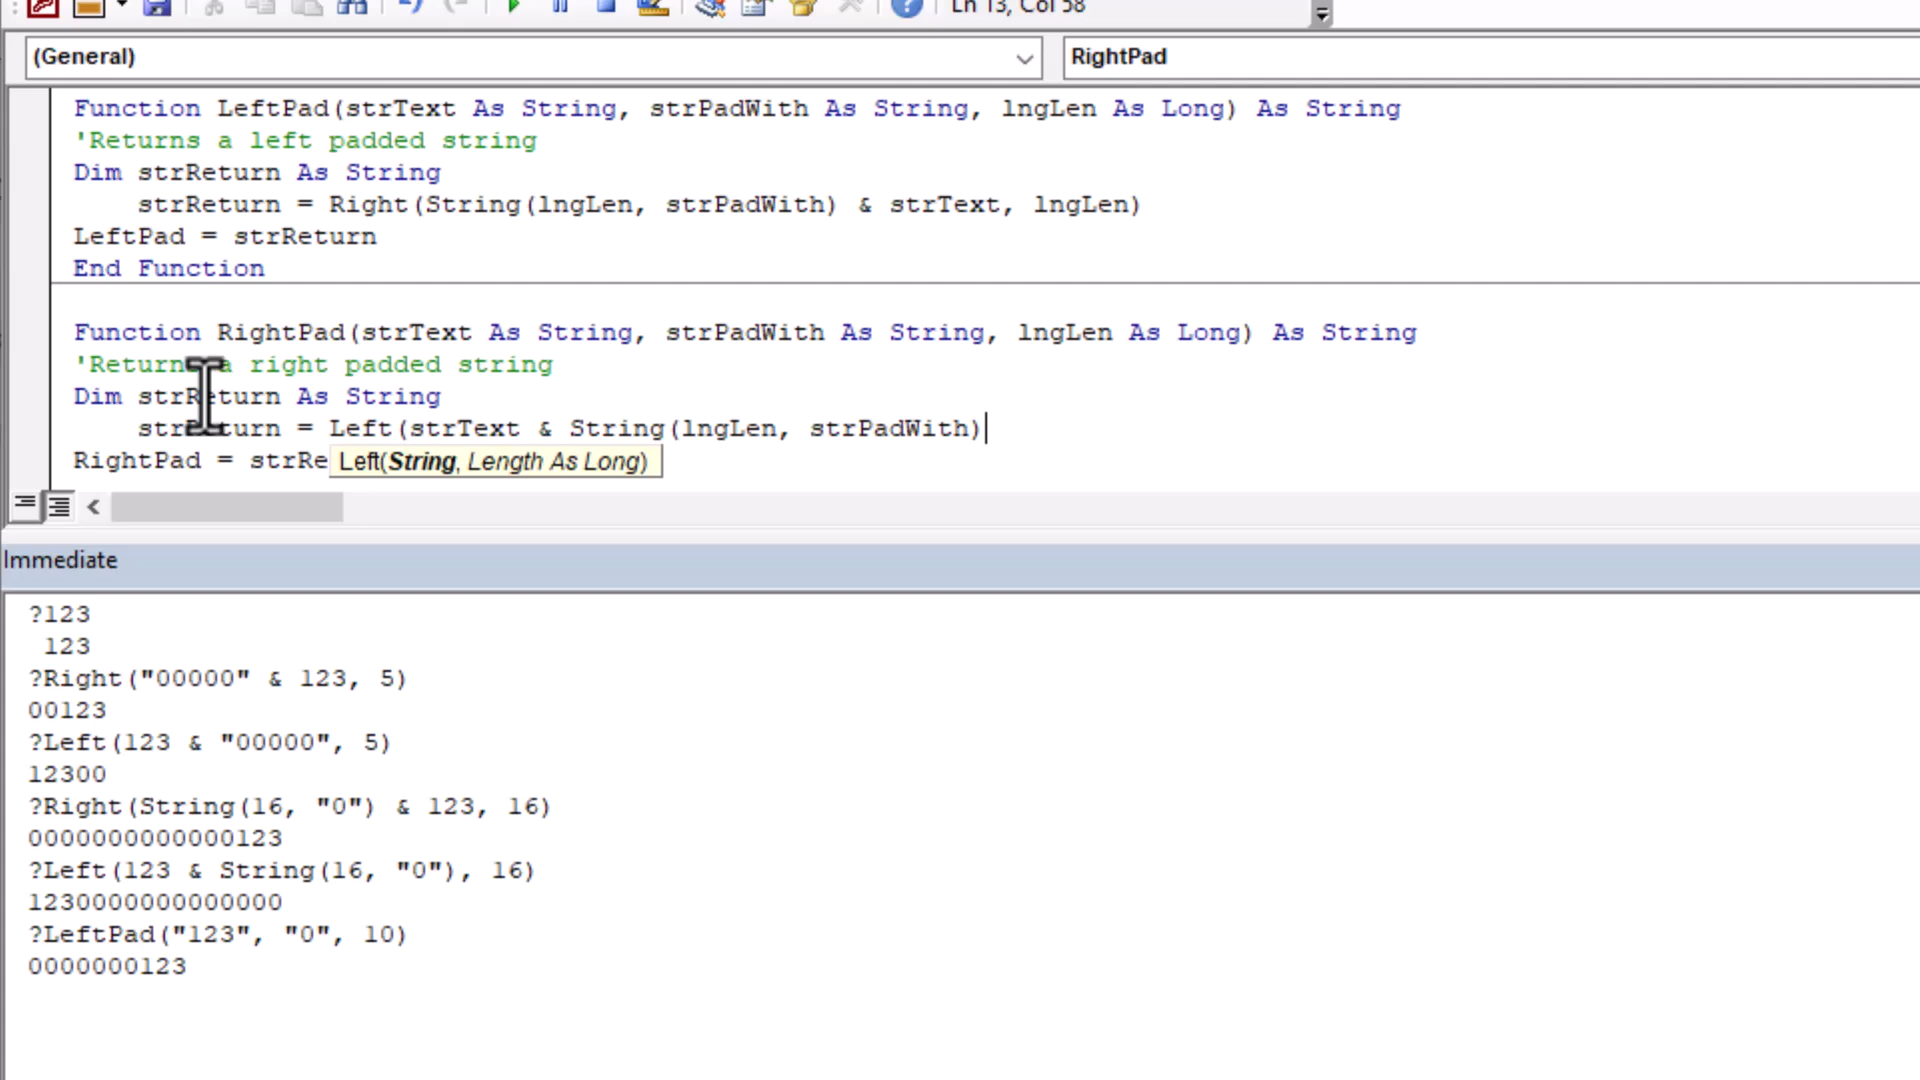 Ln 13, Col 58
(General)
RightPad
Function LeftPad(strText As String, strPadWith As String, lngLen As Long) As String
'Returns a left padded string
Dim strReturn As String
    strReturn = Right(String(lngLen, strPadWith) & strText, lngLen)
LeftPad = strReturn
End Function
Function RightPad(strText As String, strPadWith As String, lngLen As Long) As String
'Returns a right padded string
Dim strReturn As String
    strReturn = Left(strText & String(lngLen, strPadWith)
RightPad = strRe
Left(String, Length As Long)
Immediate
?123
 123
?Right("00000" & 123, 5)
00123
?Left(123 & "00000", 5)
12300
?Right(String(16, "0") & 123, 16)
0000000000000123
?Left(123 & String(16, "0"), 16)
1230000000000000
?LeftPad("123", "0", 10)
0000000123